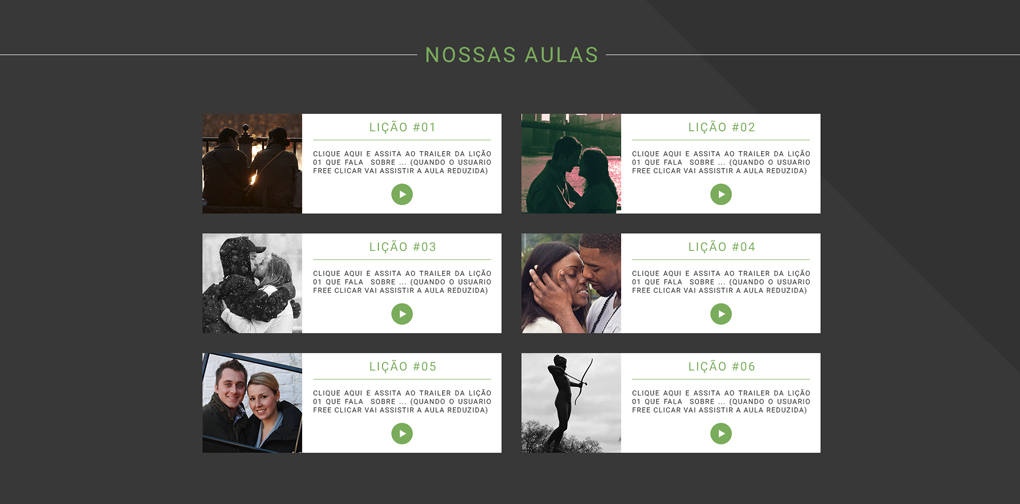 NOSSAS AULAS
LIÇÃO #01
CLIQUE AQUI E ASSITA AO TRAILER DA LIÇÃO
01 QUE FALA SOBRE ... (QUANDO O USUARIO
FREE CLICAR VAI ASSISTIR A AULA REDUZIDA)
LIÇÃO #02
CLIQUE AQUI E ASSITA AO TRAILER DA LIÇÃO
01 QUE FALA SOBRE ... (QUANDO O USUARIO
FREE CLICAR VAI ASSISTIR A AULA REDUZIDA)
LIÇÃO #03
CLIQUE AQUI E ASSITA AO TRAILER DA LIÇÃO
01 QUE FALA SOBRE ... (QUANDO O USUARIO
FREE CLICAR VAI ASSISTIR A AULA REDUZIDA)
LIÇÃO #04
CLIQUE AQUI E ASSITA AO TRAILER DA LIÇÃO
01 QUE FALA SOBRE ... (QUANDO O USUARIO
FREE CLICAR VAI ASSISTIR A AULA REDUZIDA)
LIÇÃO #05
CLIQUE AQUI E ASSITA AO TRAILER DA LIÇÃO
01 QUE FALA SOBRE ... (QUANDO O USUARIO
FREE CLICAR VAI ASSISTIR A AULA REDUZIDA)
LIÇÃO #06
CLIQUE AQUI E ASSITA AO TRAILER DA LIÇÃO
01 QUE FALA SOBRE ... (QUANDO O USUARIO
FREE CLICAR VAI ASSISTIR A AULA REDUZIDA)